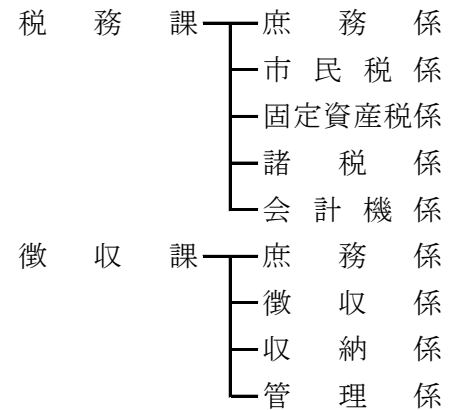 税務課 庶務係
市民税係
固定資産税係
諸税係
会計機係
徴収課 庶務係
徴収係
収納係
管理係